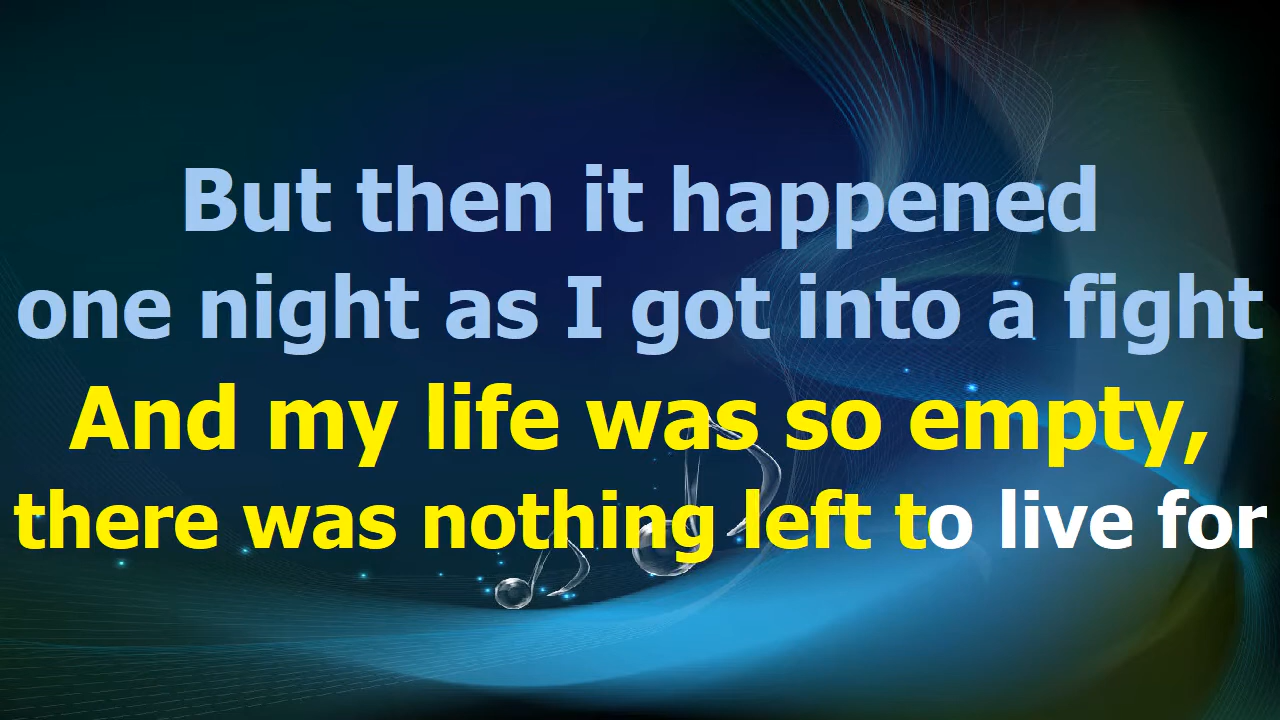 But then it happened
one night as I got into a fight
And my life was so empty,
there was nothing left to live for